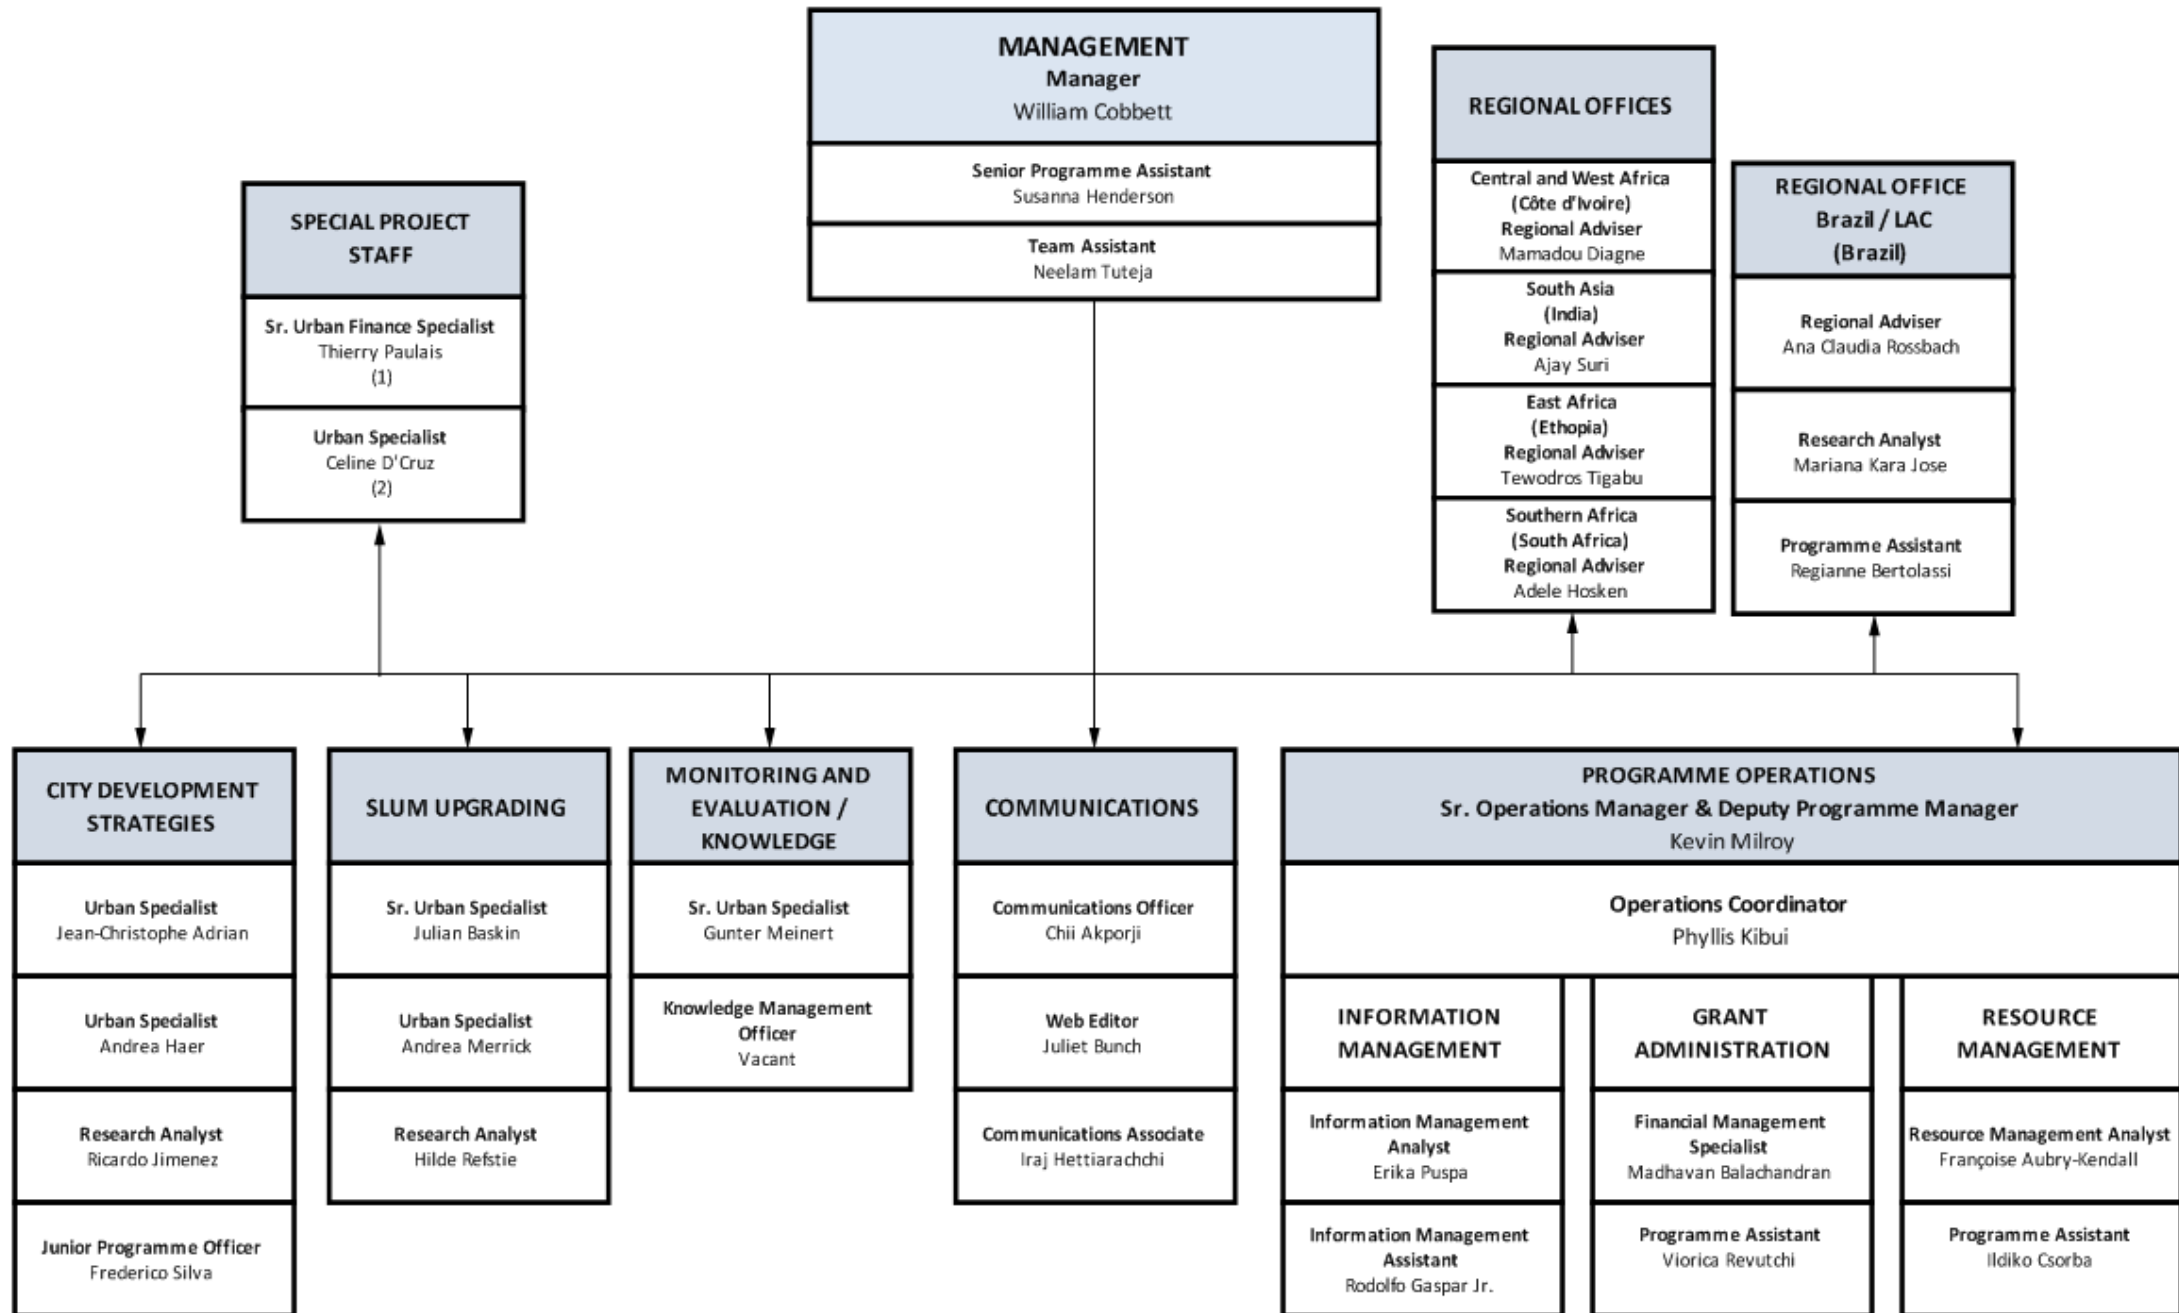 MANAGEMENT
Manager
William Cobbett
Senior Programme Assistant
Susanna Henderson
Team Assistant
Neelam Tuteja
SPECIAL PROJECT
STAFF
Sr. Urban Finance Specialist
Thierry Paulais
(1)
Urban Specialist
Celine D'Cruz
(2)
REGIONAL OFFICES
Central and West Africa
(Côte d'Ivoire)
Regional Adviser
Mamadou Diagne
South Asia
(India)
Regional Adviser
Ajay Suri
East Africa
(Ethopia)
Regional Adviser
Tewodros Tigabu
Southern Africa
(South Africa)
Regional Adviser
Adele Hosken
REGIONAL OFFICE
Brazil / LAC
(Brazil)
Regional Adviser
Ana Claudia Rossbach
Research Analyst
Mariana Kara Jose
Programme Assistant
Regianne Bertolassi
CITY DEVELOPMENT
STRATEGIES
Urban Specialist
Jean-Christophe Adrian
Urban Specialist
Andrea Haer
Research Analyst
Ricardo Jimenez
Junior Programme Officer
Frederico Silva
SLUM UPGRADING
Sr. Urban Specialist
Julian Baskin
Urban Specialist
Andrea Merrick
Research Analyst
Hilde Refstie
MONITORING AND
EVALUATION /
KNOWLEDGE
Sr. Urban Specialist
Gunter Meinert
Knowledge Management
Officer
Vacant
COMMUNICATIONS
Communications Officer
Chii Akporji
Web Editor
Juliet Bunch
Communications Associate
Iraj Hettiarachchi
PROGRAMME OPERATIONS
Sr. Operations Manager & Deputy Programme Manager
Kevin Milroy
Operations Coordinator
Phyllis Kibui
INFORMATION
MANAGEMENT
Information Management
Analyst
Erika Puspa
Information Management
Assistant
Rodolfo Gaspar Jr.
GRANT
ADMINISTRATION
Financial Management
Specialist
Madhavan Balachandran
Programme Assistant
Viorica Revutchi
RESOURCE
MANAGEMENT
Resource Management Analyst
Françoise Aubry-Kendall
Programme Assistant
Ildiko Csorba